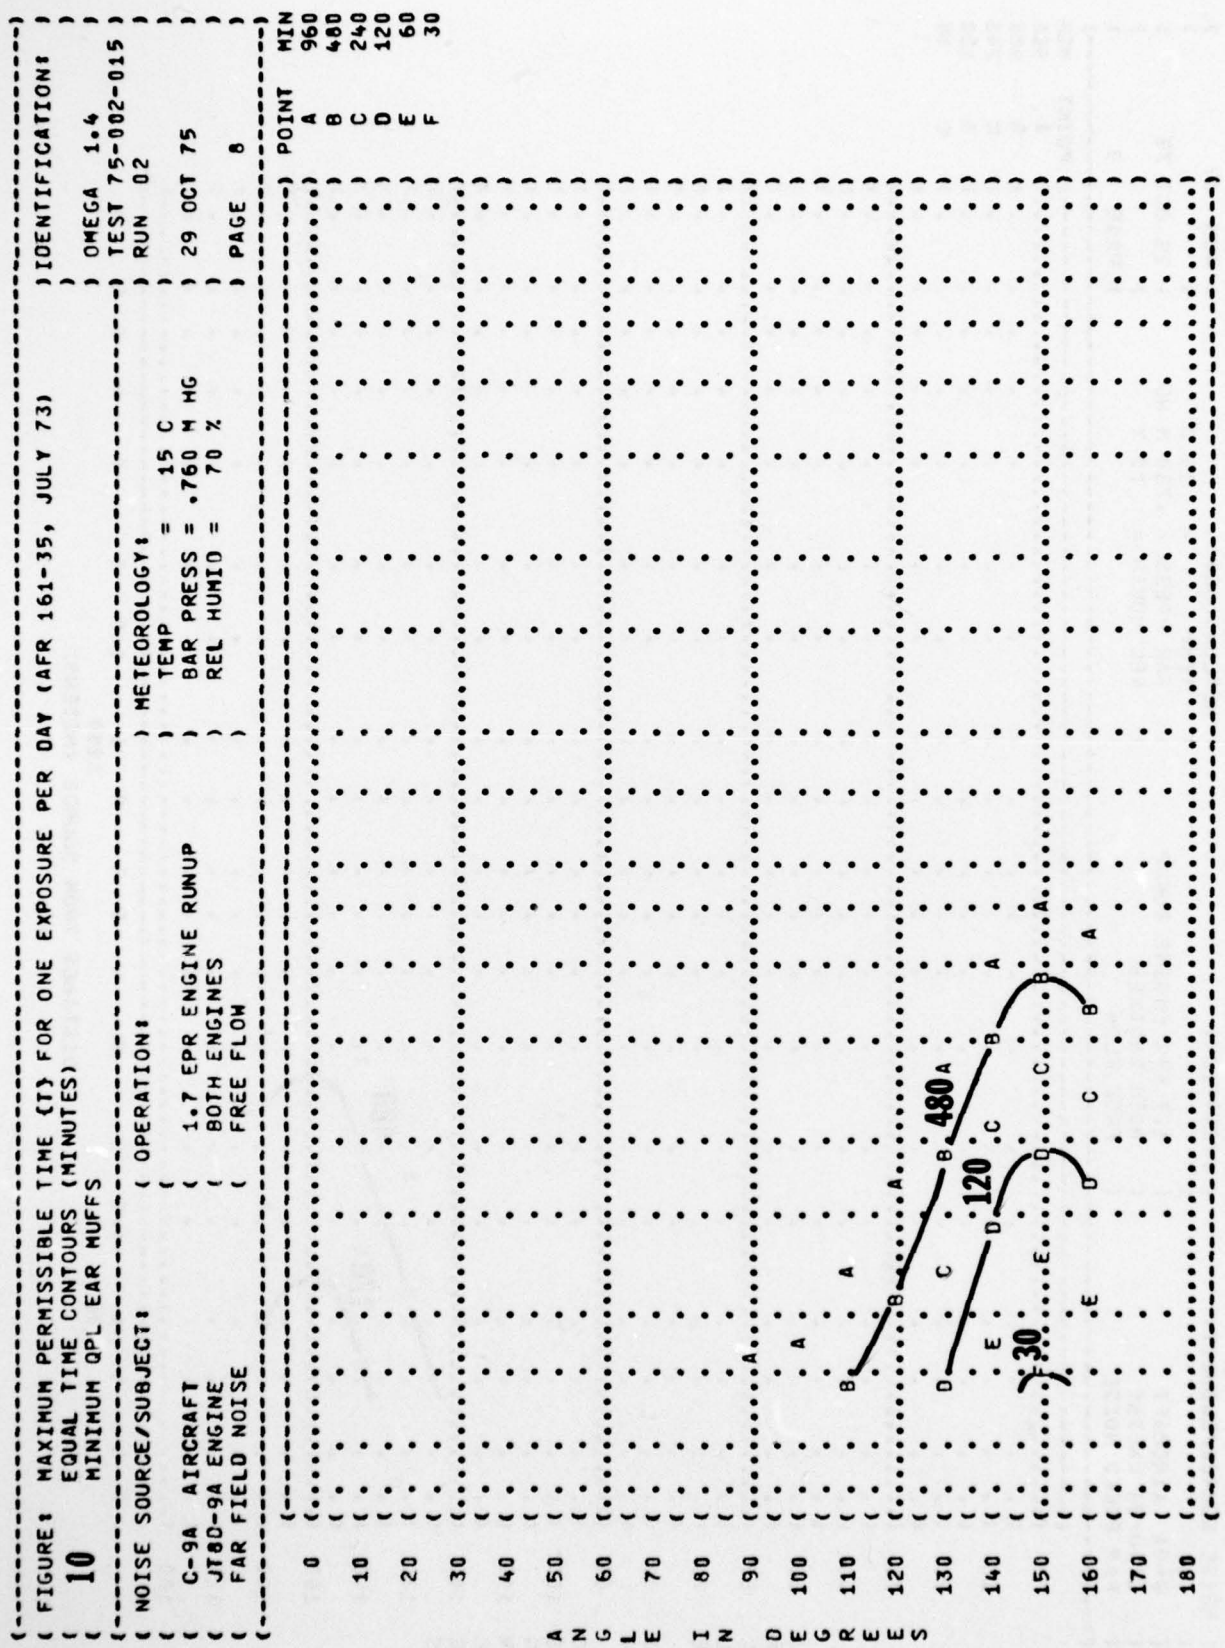 FIGURE: MAXIMUM PERMISSIBLE TIME (T) FOR ONE EXPOSURE PER DAY (AFR 161-35, JULY 73)
10 EQUAL TIME CONTOURS (MINUTES)
MINIMUM QPL EAR MUFFS
IDENTIFICATION:
OMEGA 1.4
TEST 75-002-015
RUN 02
29 OCT 75
PAGE 8
NOISE SOURCE/SUBJECT:
C-9A AIRCRAFT
JT8D-9A ENGINE
FAR FIELD NOISE
OPERATION:
1.7 EPR ENGINE RUNUP
BOTH ENGINES
FREE FLOW
METEOROLOGY:
TEMP = 15 C
BAR PRESS = .760 M HG
REL HUMID = 70 %
POINT MIN
A 960
B 480
C 240
D 120
E 60
F 30
ANGLE IN DEGREES
0
10
20
30
40
50
60
70
80
90 A
100 A
110 B A
120 B A
130 D C B 480 A
120
140 E D C B A
30
150 F E D C B A
160 E D C B A
170
180